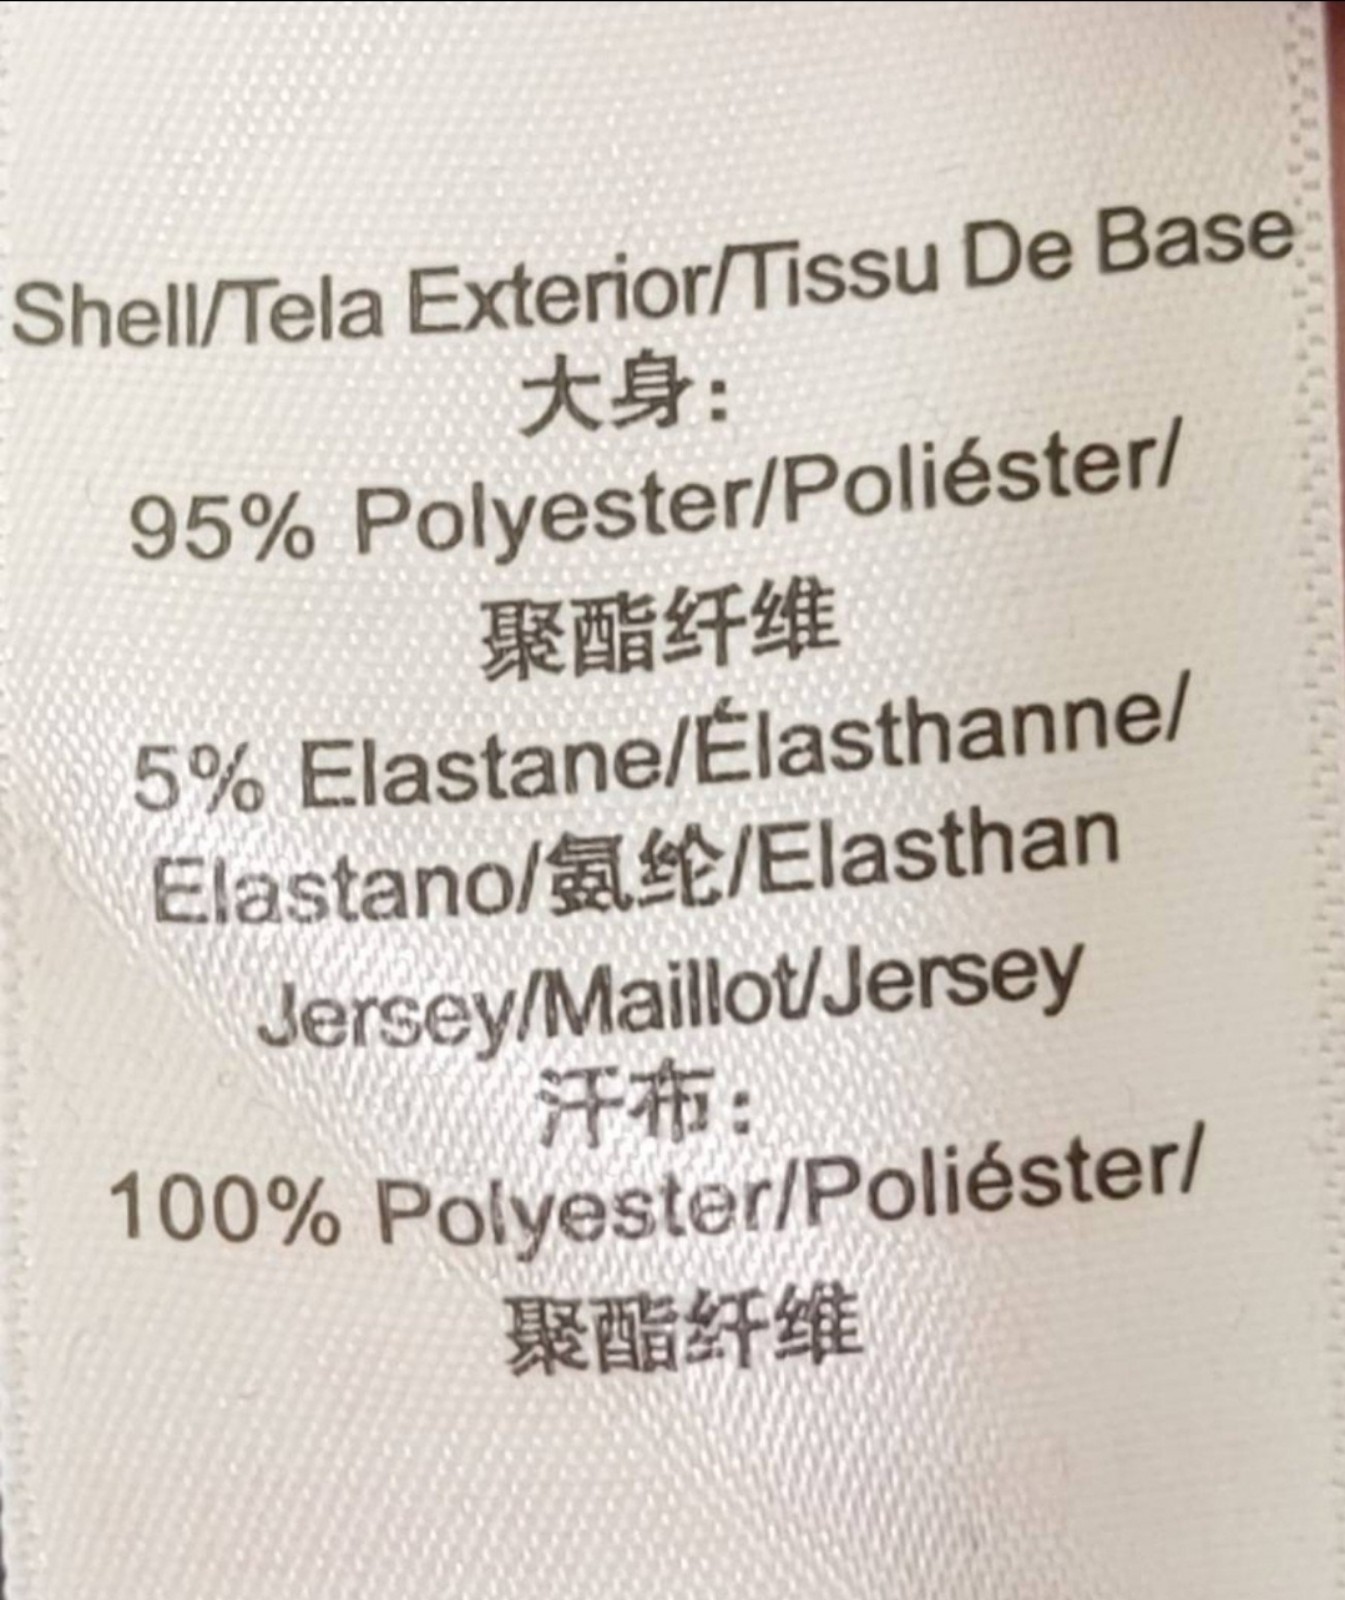 Shell/Tela Exterior/Tissu De Base
大身：
95% Polyester/Poliéster/
聚酯纤维
5% Elastane/Élasthanne/
Elastano/氨纶/Elasthan
Jersey/Maillot/Jersey
汗布：
100% Polyester/Poliéster/
聚酯纤维